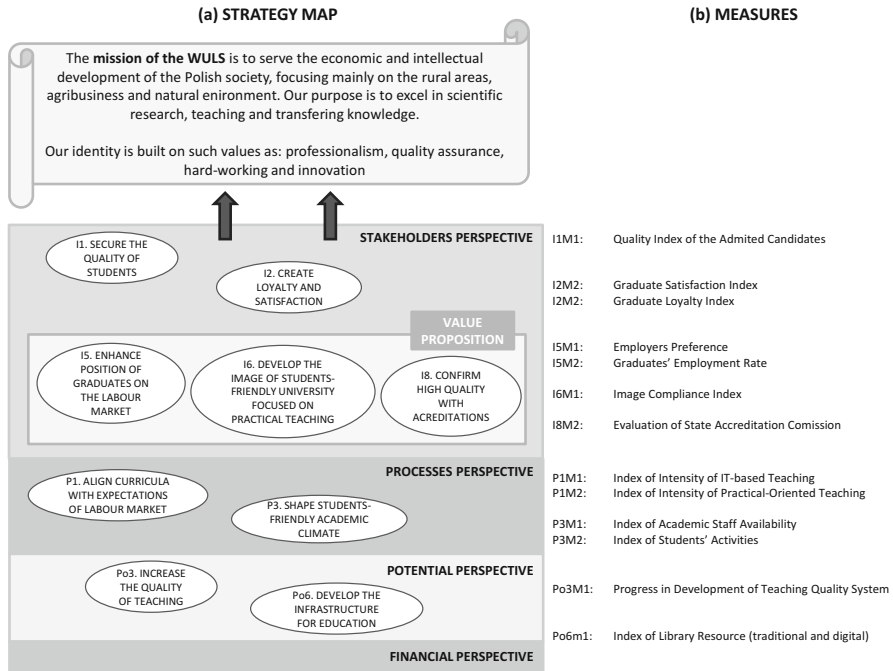 (a) STRATEGY MAP
The mission of the WULS is to serve the economic and intellectual
development of the Polish society, focusing mainly on the rural areas,
agribusiness and natural enironment. Our purpose is to excel in scientific
research, teaching and transfering knowledge.
Our identity is built on such values as: professionalism, quality assurance,
hard-working and innovation
STAKEHOLDERS PERSPECTIVE
I1. SECURE THE
QUALITY OF
STUDENTS
I2. CREATE
LOYALTY AND
SATISFACTION
VALUE
PROPOSITION
I5. ENHANCE
POSITION OF
GRADUATES ON
THE LABOUR
MARKET
I6. DEVELOP THE
IMAGE OF STUDENTS-
FRIENDLY UNIVERSITY
FOCUSED ON
PRACTICAL TEACHING
I8. CONFIRM
HIGH QUALITY
WITH
ACREDITATIONS
PROCESSES PERSPECTIVE
P1. ALIGN CURRICULA
WITH EXPECTATIONS
OF LABOUR MARKET
P3. SHAPE STUDENTS-
FRIENDLY ACADEMIC
CLIMATE
POTENTIAL PERSPECTIVE
Po3. INCREASE
THE QUALITY
OF TEACHING
Po6. DEVELOP THE
INFRASTRUCTURE
FOR EDUCATION
FINANCIAL PERSPECTIVE
(b) MEASURES
I1M1: Quality Index of the Admited Candidates
I2M2: Graduate Satisfaction Index
I2M2: Graduate Loyalty Index
I5M1: Employers Preference
I5M2: Graduates' Employment Rate
I6M1: Image Compliance Index
I8M2: Evaluation of State Accreditation Comission
P1M1: Index of Intensity of IT-based Teaching
P1M2: Index of Intensity of Practical-Oriented Teaching
P3M1: Index of Academic Staff Availability
P3M2: Index of Students' Activities
Po3M1: Progress in Development of Teaching Quality System
Po6m1: Index of Library Resource (traditional and digital)